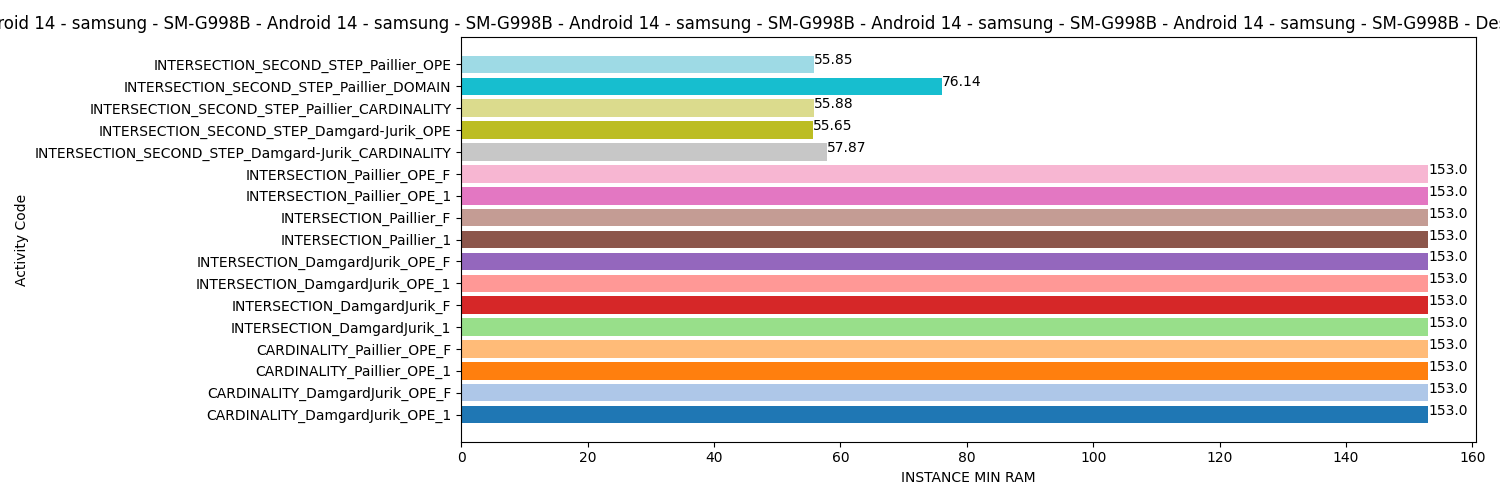 14 - samsung - SM-G998B - Android 14 - samsung - SM-G998B - Android 14 - samsung - SM-G998B - Android 14 - samsung - SM-G998B - Android 14 - samsung - SM-G998B -
INTERSECTION_SECOND_STEP_Paillier_OPE 55.85
INTERSECTION_SECOND_STEP_Paillier_DOMAIN 76.14
INTERSECTION_SECOND_STEP_Paillier_CARDINALITY 55.88
INTERSECTION_SECOND_STEP_Damgard-Jurik_OPE 55.65
INTERSECTION_SECOND_STEP_Damgard-Jurik_CARDINALITY 57.87
INTERSECTION_Paillier_OPE_F 153.0
INTERSECTION_Paillier_OPE_1 153.0
INTERSECTION_Paillier_F 153.0
INTERSECTION_Paillier_1 153.0
INTERSECTION_DamgardJurik_OPE_F 153.0
INTERSECTION_DamgardJurik_OPE_1 153.0
INTERSECTION_DamgardJurik_F 153.0
INTERSECTION_DamgardJurik_1 153.0
CARDINALITY_Paillier_OPE_F 153.0
CARDINALITY_Paillier_OPE_1 153.0
CARDINALITY_DamgardJurik_OPE_F 153.0
CARDINALITY_DamgardJurik_OPE_1 153.0
Activity Code
0 20 40 60 80 100 120 140 160
INSTANCE MIN RAM